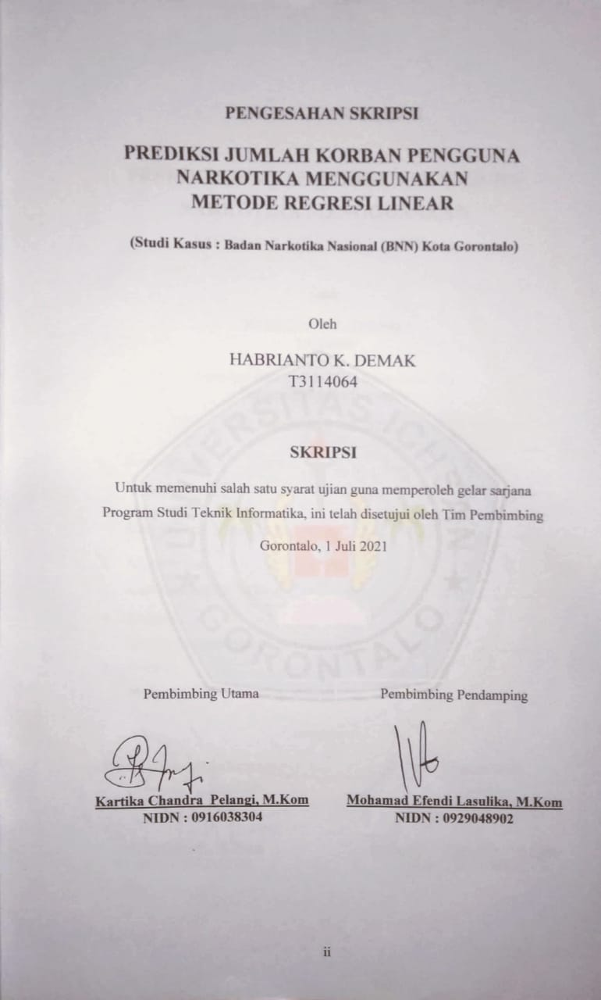 PENGESAHAN SKRIPSI
PREDIKSI JUMLAH KORBAN PENGGUNA
NARKOTIKA MENGGUNAKAN
METODE REGRESI LINEAR
(Studi Kasus : Badan Narkotika Nasional (BNN) Kota Gorontalo)
Oleh
HABRIANTO K. DEMAK
T3114064
UNIVERSITAS ICHSAN
SKRIPSI
Untuk memenuhi salah satu syarat ujian guna memperoleh gelar sarjana
Program Studi Teknik Informatika, ini telah disetujui oleh Tim Pembimbing
Gorontalo, 1 Juli 2021
GORONTALO
Pembimbing Utama
Pembimbing Pendamping
Kartika Chandra Pelangi, M.Kom
NIDN : 0916038304
Mohamad Efendi Lasulika, M.Kom
NIDN : 0929048902
ii